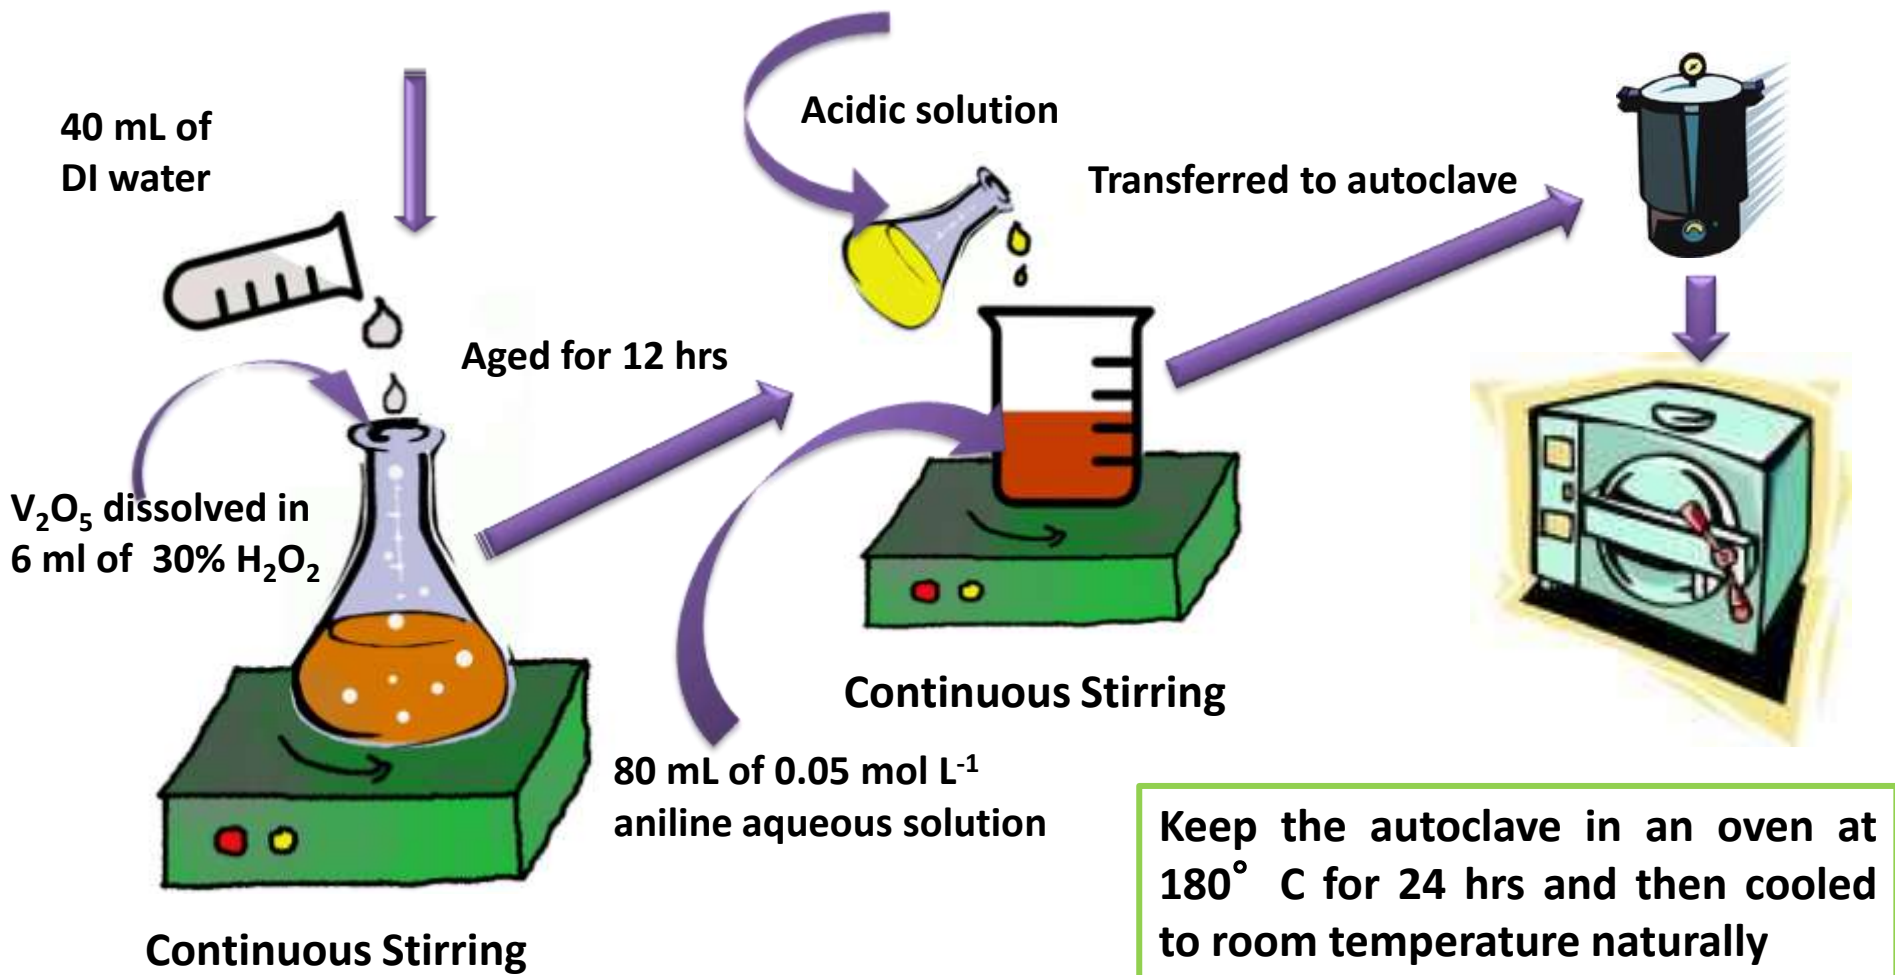 40 mL of
DI water
V₂O₅ dissolved in
6 ml of 30% H₂O₂
Continuous Stirring
Aged for 12 hrs
Acidic solution
80 mL of 0.05 mol L⁻¹
aniline aqueous solution
Continuous Stirring
Transferred to autoclave
Keep the autoclave in an oven at
180° C for 24 hrs and then cooled
to room temperature naturally